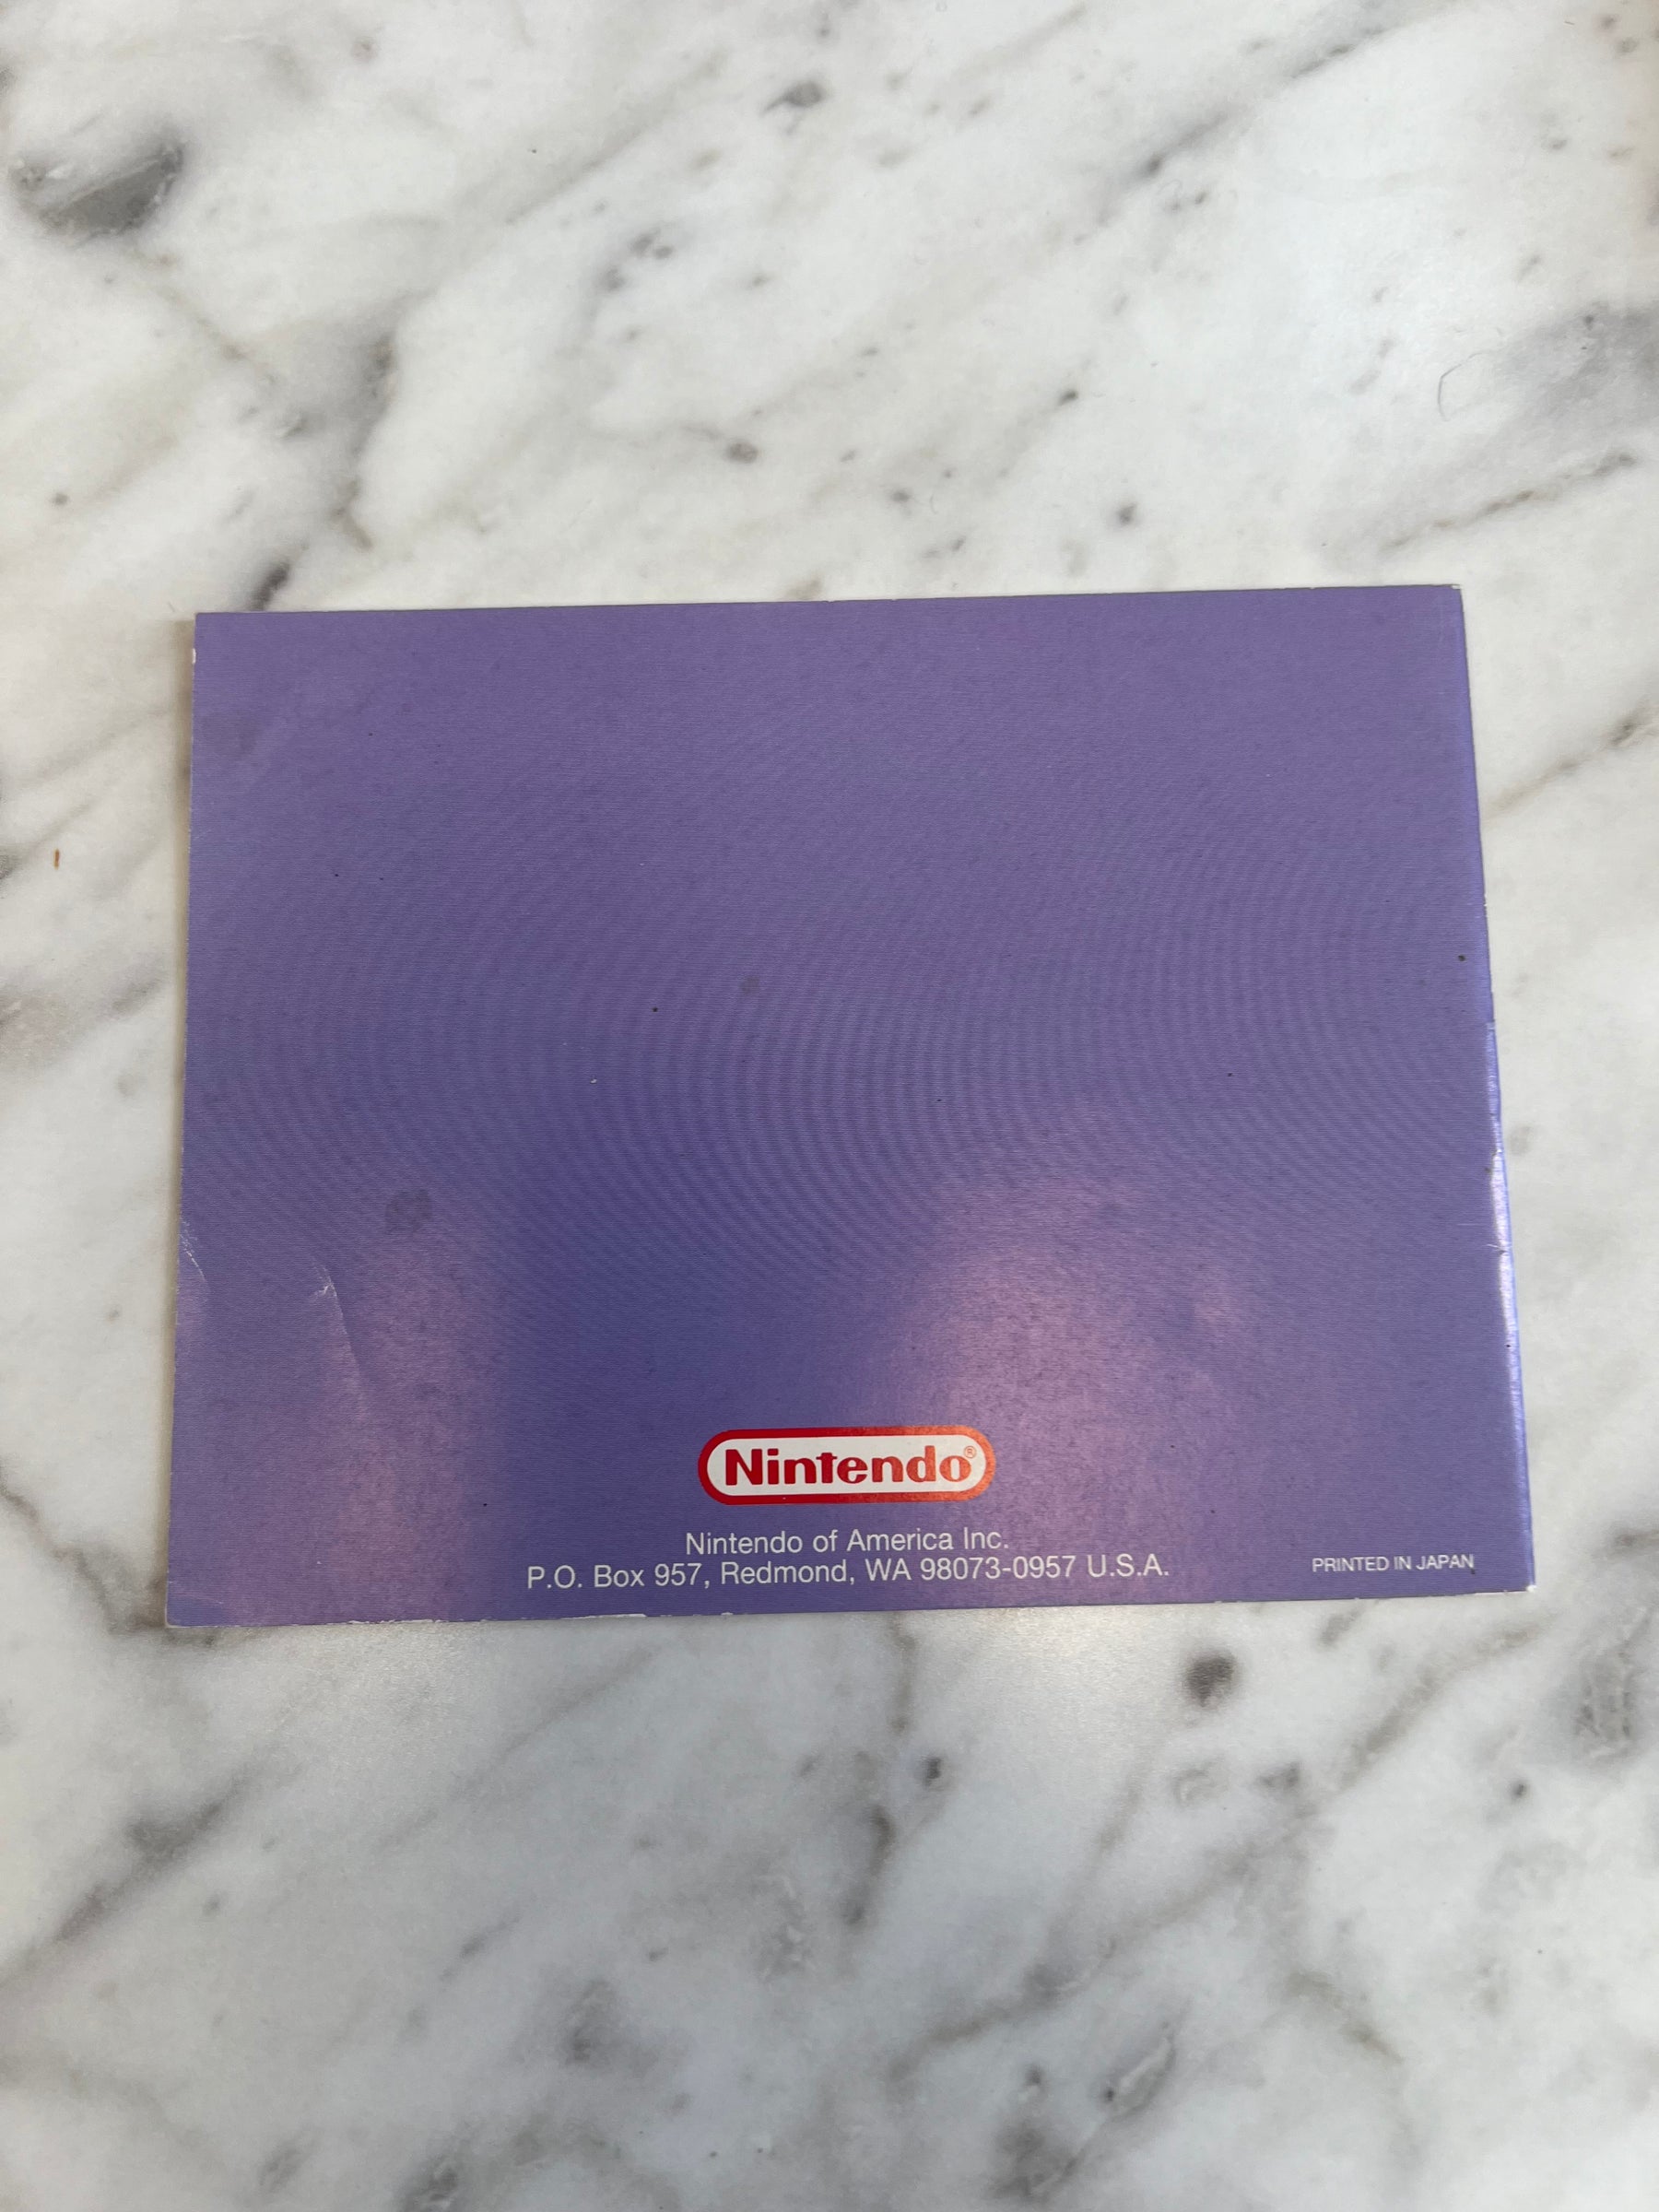 Nintendo®
Nintendo of America Inc.
P.O. Box 957, Redmond, WA 98073-0957 U.S.A.
PRINTED IN JAPAN